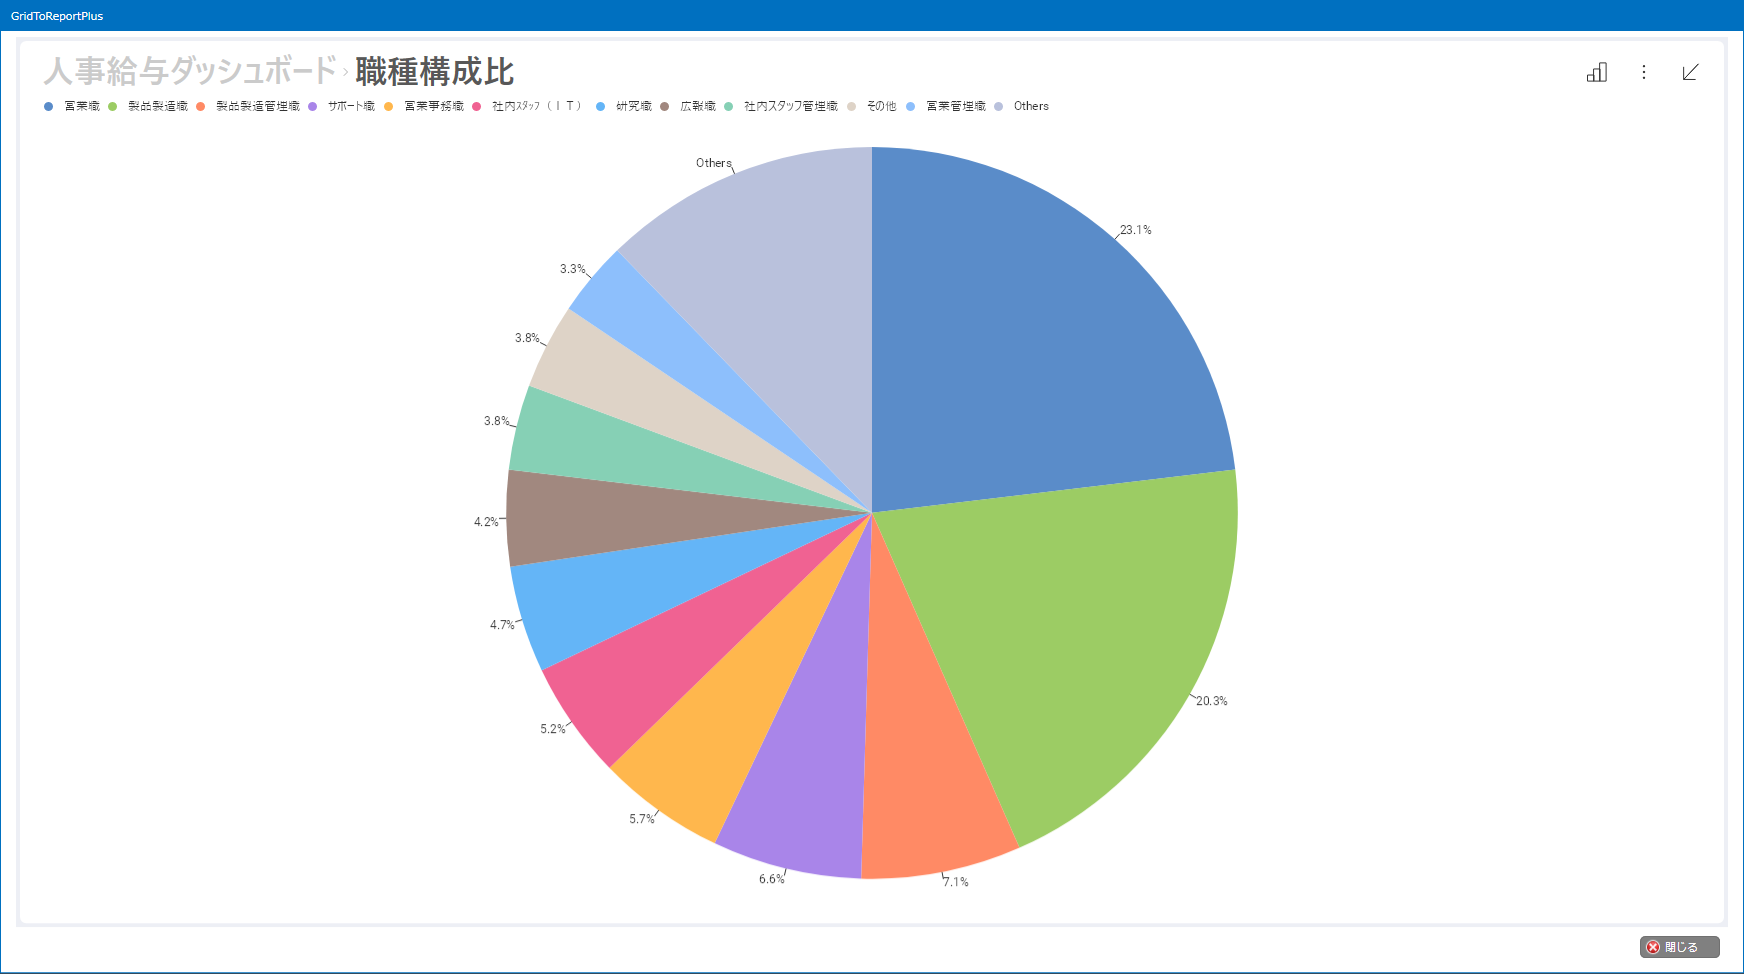 GridToReportPlus
人事給与ダッシュボード › 職種構成比
営業職 製品製造職 製品製造管理職 サポート職 営業事務職 社内ｽﾀｯﾌ（ＩＴ） 研究職 広報職 社内スタッフ管理職 その他 営業管理職 Others
Others
23.1%
3.3%
3.8%
3.8%
4.2%
4.7%
20.3%
5.2%
5.7%
6.6%
7.1%
閉じる